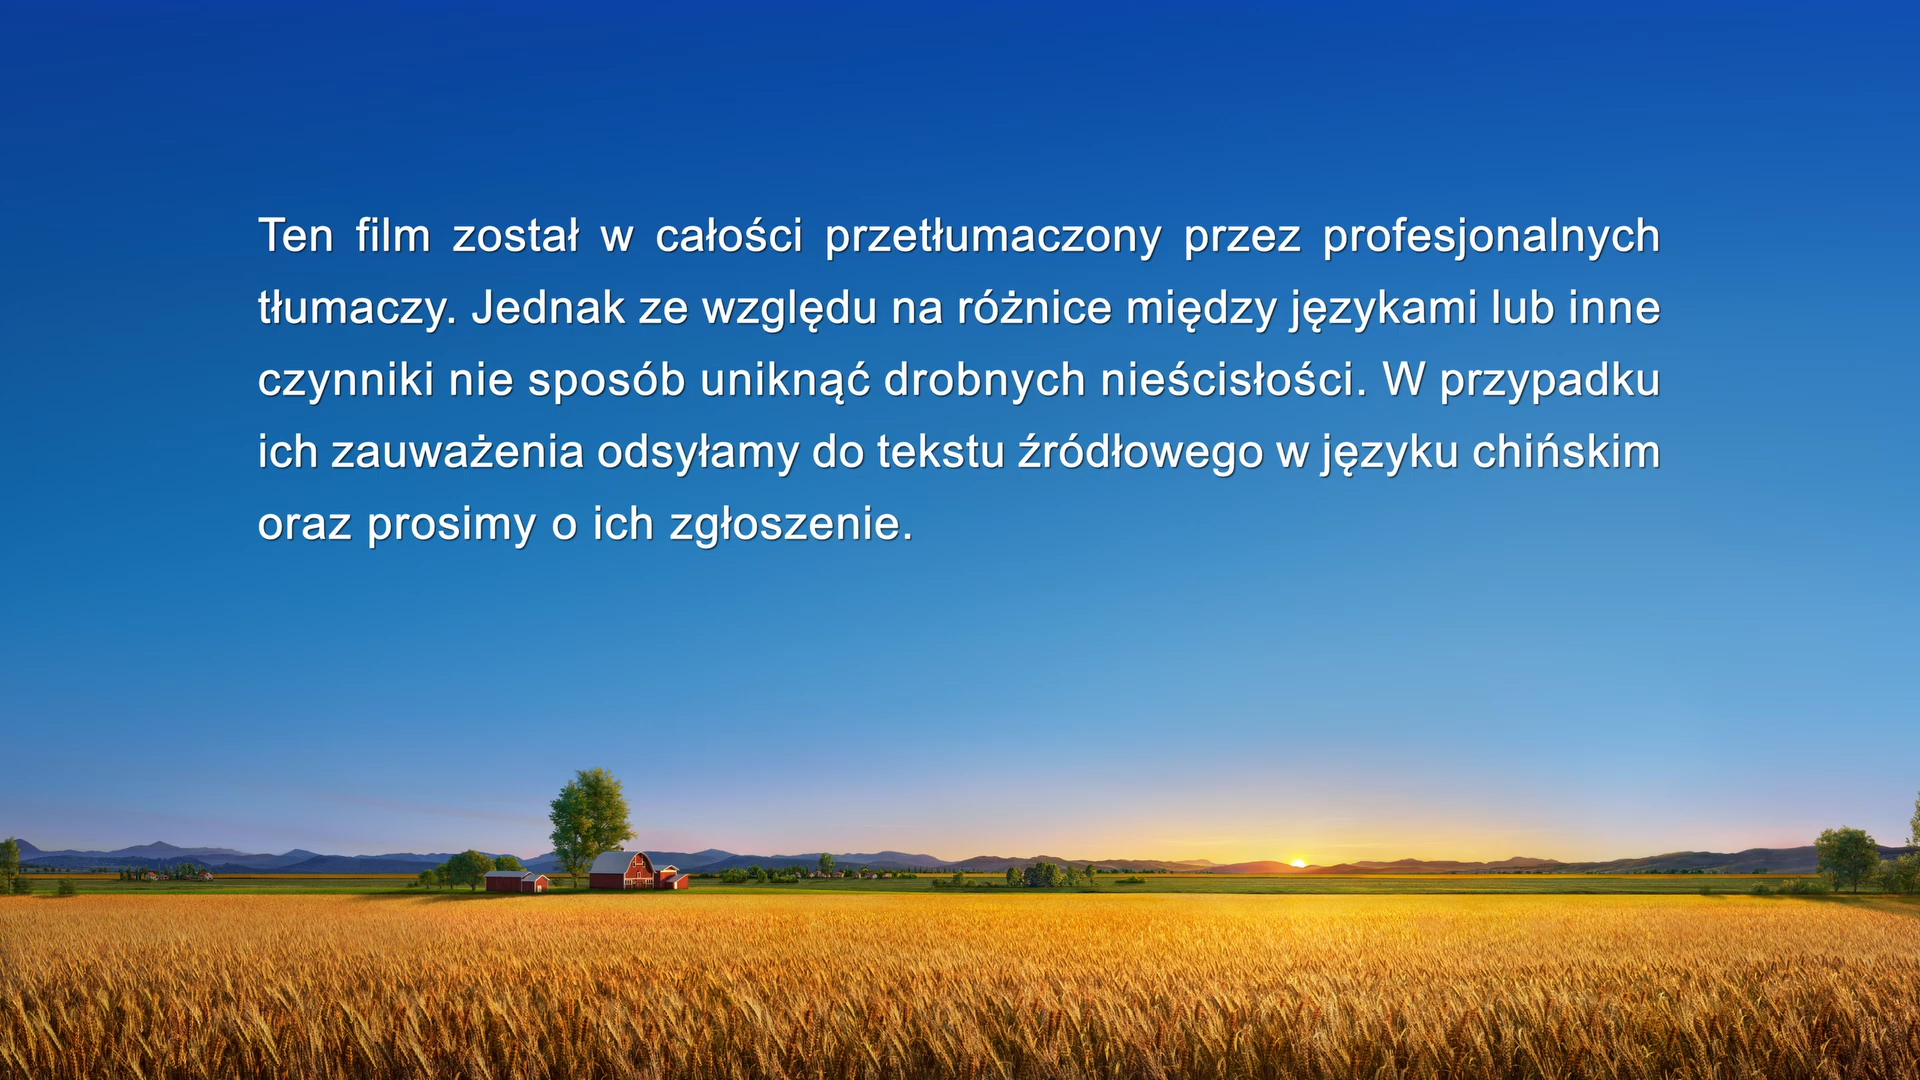 Ten film został w całości przetłumaczony przez profesjonalnych
tłumaczy. Jednak ze względu na różnice między językami lub inne
czynniki nie sposób uniknąć drobnych nieścisłości. W przypadku
ich zauważenia odsyłamy do tekstu źródłowego w języku chińskim
oraz prosimy o ich zgłoszenie.